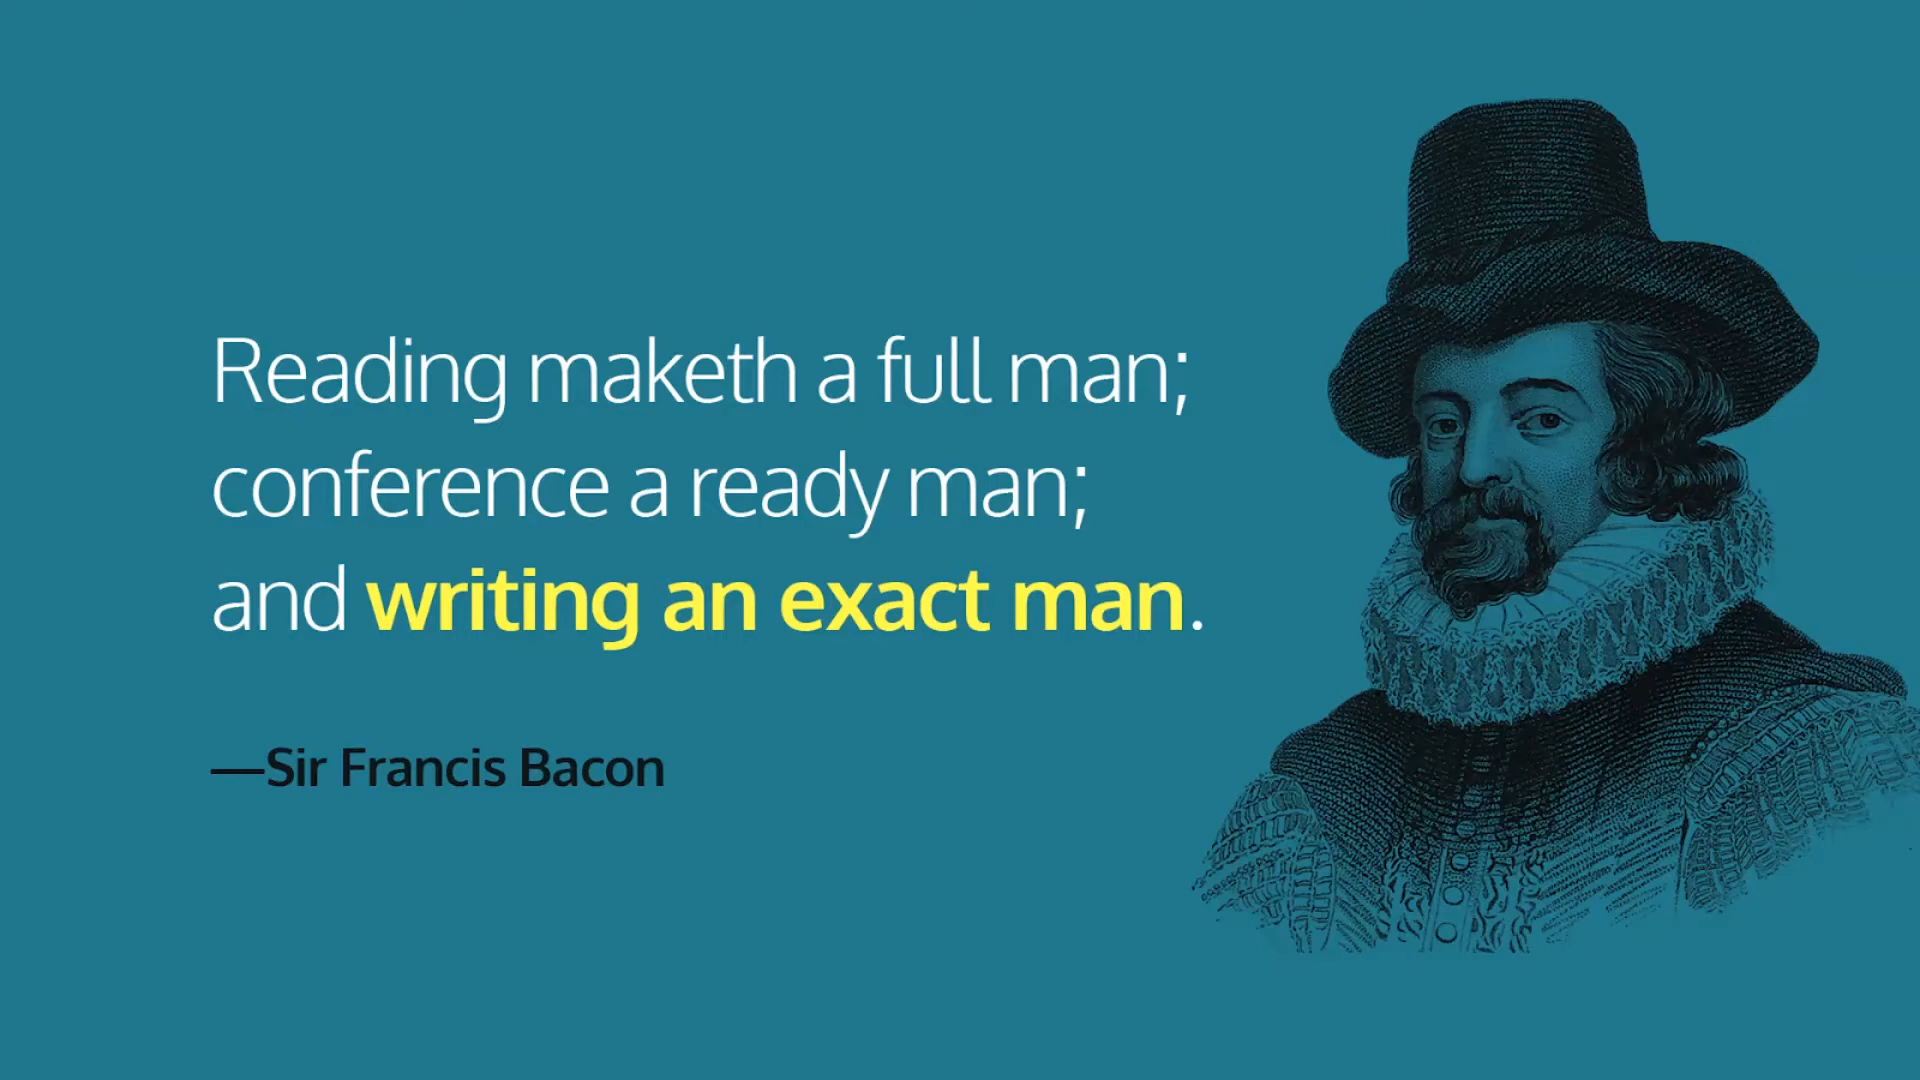 Reading maketh a full man;
conference a ready man;
and writing an exact man.
—Sir Francis Bacon